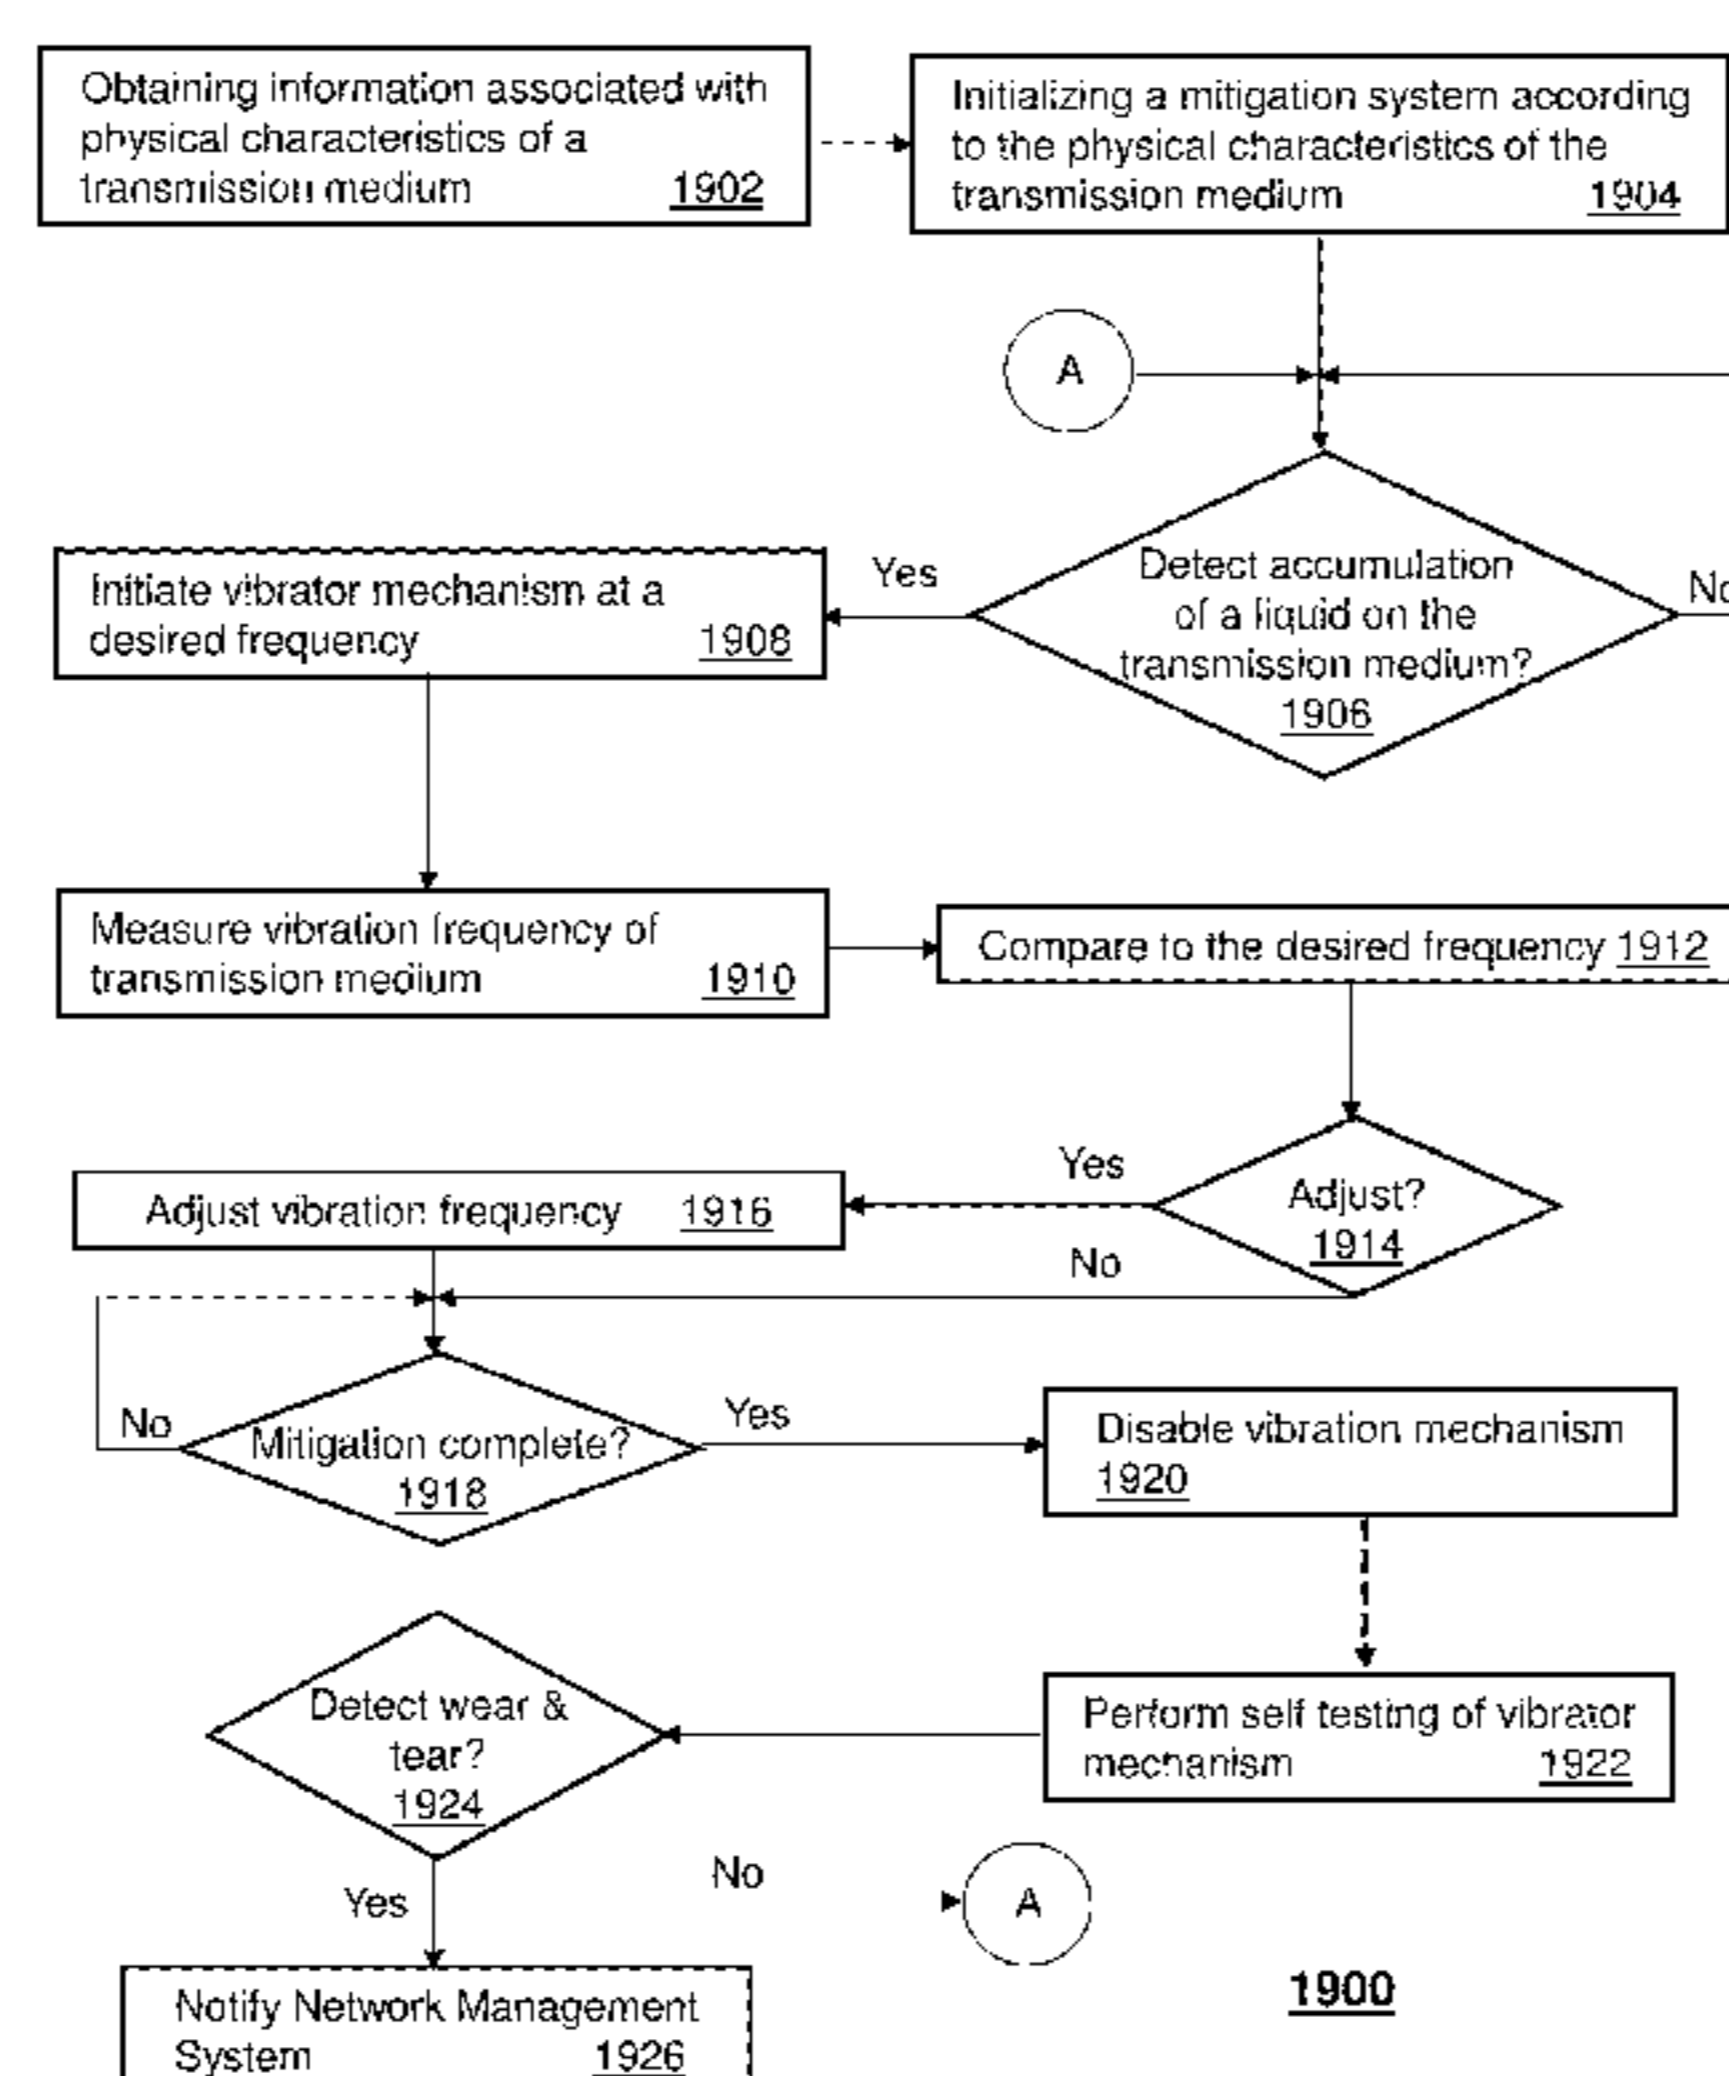 Obtaining information associated with
physical characteristics of a
transmission medium 1902
Initializing a mitigation system according
to the physical characteristics of the
transmission medium 1904
A
Detect accumulation
of a liquid on the
transmission medium?
1906
Yes
No
Initiate vibrator mechanism at a
desired frequency 1908
Measure vibration frequency of
transmission medium 1910
Compare to the desired frequency 1912
Adjust?
1914
Yes
No
Adjust vibration frequency 1916
Mitigation complete?
1918
No
Yes
Disable vibration mechanism
1920
Perform self testing of vibrator
mechanism 1922
Detect wear &
tear?
1924
Yes
No
A
Notify Network Management
System 1926
1900